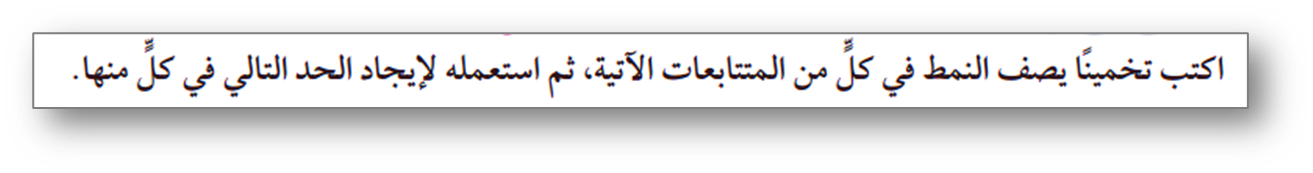 اكتب تخمينًا يصف النمط في كلٍّ من المتتابعات الآتية، ثم استعمله لإيجاد الحد التالي في كلٍّ منها.